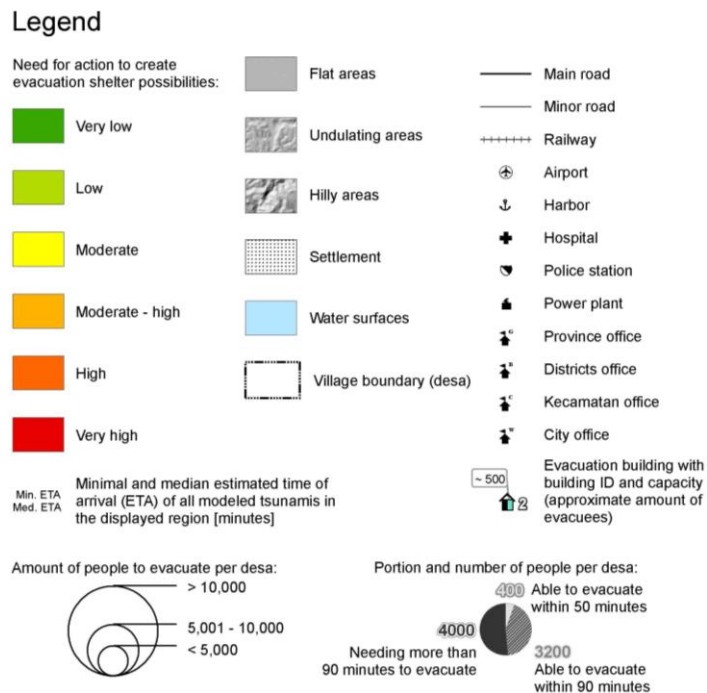 Legend
Need for action to create
evacuation shelter possibilities:
Very low
Low
Moderate
Moderate - high
High
Very high
Min. ETA
Med. ETA
Minimal and median estimated time of
arrival (ETA) of all modeled tsunamis in
the displayed region [minutes]
Flat areas
Undulating areas
Hilly areas
Settlement
Water surfaces
Village boundary (desa)
Main road
Minor road
Railway
Airport
Harbor
Hospital
Police station
Power plant
G
Province office
Districts office
C
Kecamatan office
W
City office
~ 500
2
Evacuation building with
building ID and capacity
(approximate amount of
evacuees)
Amount of people to evacuate per desa:
> 10,000
5,001 - 10,000
< 5,000
Portion and number of people per desa:
400
Able to evacuate
within 50 minutes
4000
Needing more than
90 minutes to evacuate
3200
Able to evacuate
within 90 minutes